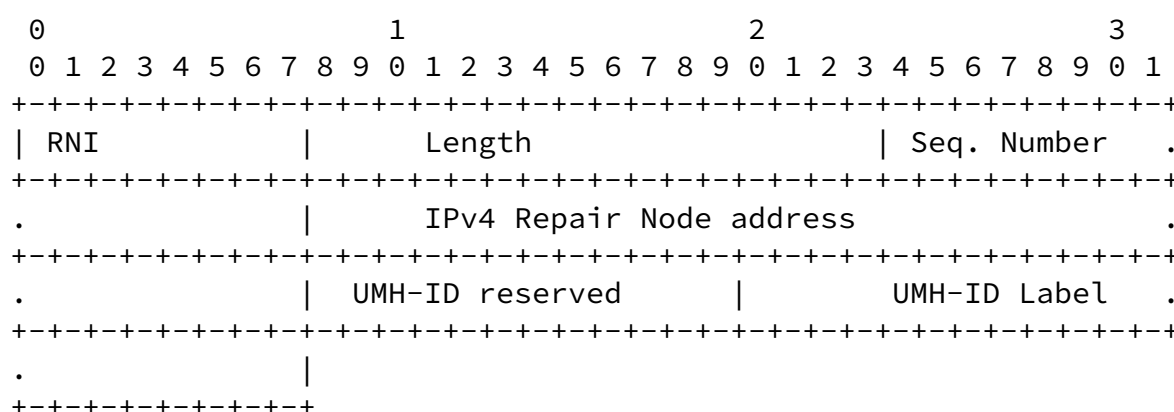 0                   1                   2                   3
 0 1 2 3 4 5 6 7 8 9 0 1 2 3 4 5 6 7 8 9 0 1 2 3 4 5 6 7 8 9 0 1
+-+-+-+-+-+-+-+-+-+-+-+-+-+-+-+-+-+-+-+-+-+-+-+-+-+-+-+-+-+-+-+-+
| RNI           |      Length                   | Seq. Number   .
+-+-+-+-+-+-+-+-+-+-+-+-+-+-+-+-+-+-+-+-+-+-+-+-+-+-+-+-+-+-+-+-+
.               |      IPv4 Repair Node address                 .
+-+-+-+-+-+-+-+-+-+-+-+-+-+-+-+-+-+-+-+-+-+-+-+-+-+-+-+-+-+-+-+-+
.               |  UMH-ID reserved      |        UMH-ID Label   .
+-+-+-+-+-+-+-+-+-+-+-+-+-+-+-+-+-+-+-+-+-+-+-+-+-+-+-+-+-+-+-+-+
.               |
+-+-+-+-+-+-+-+-+